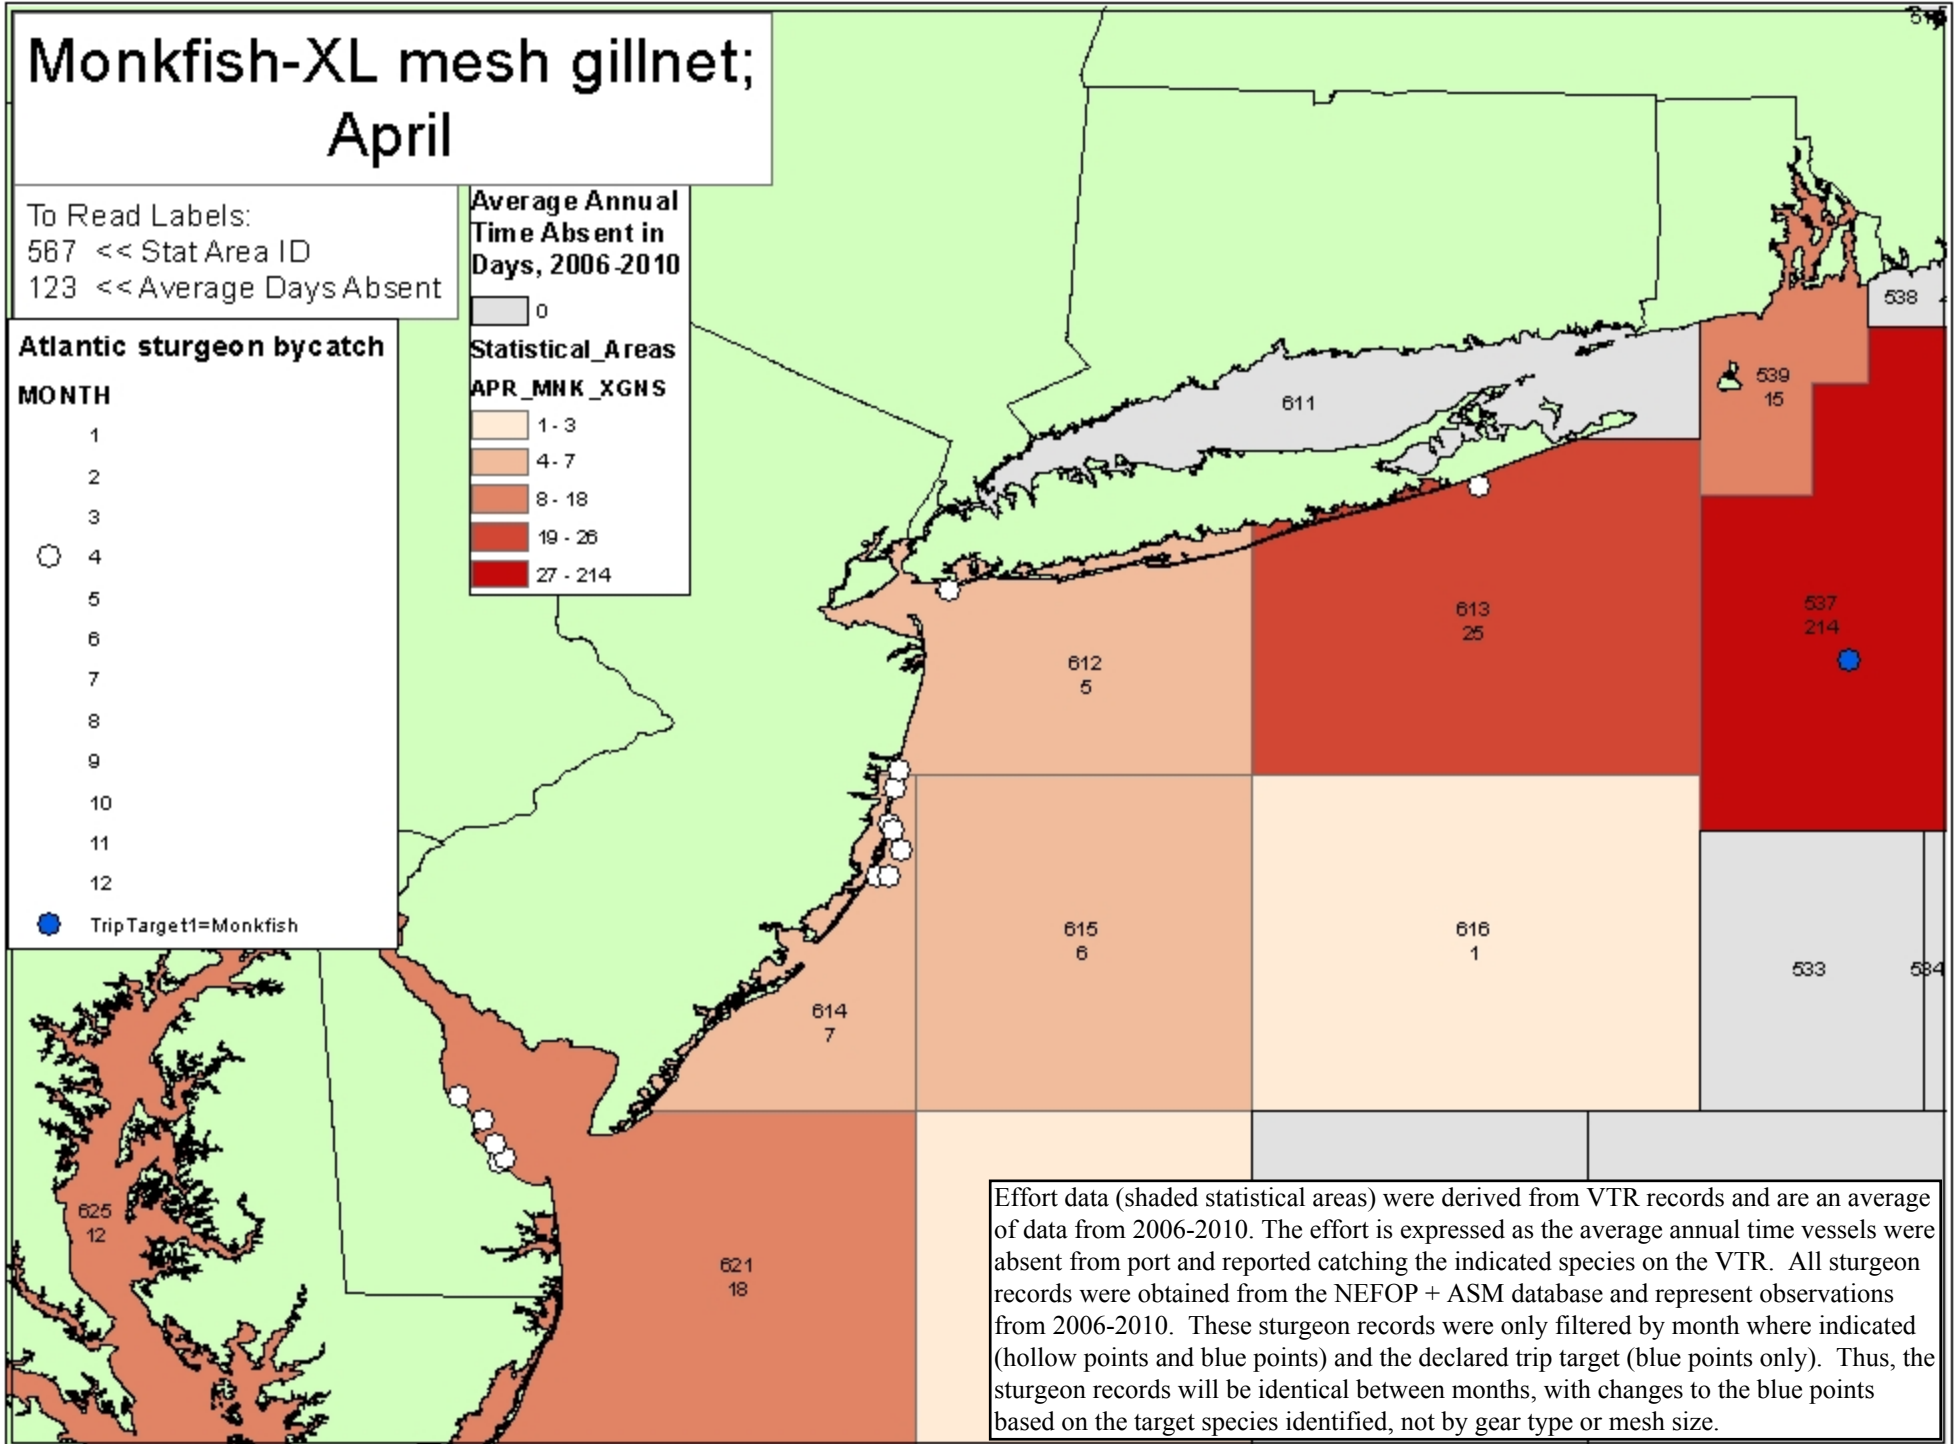 Monkfish-XL mesh gillnet;
April
To Read Labels:
567 << Stat Area ID
123 << Average Days Absent
Average Annual
Time Absent in
Days, 2006-2010
0
Statistical_Areas
APR_MNK_XGNS
1 - 3
4 - 7
8 - 18
19 - 26
27 - 214
Atlantic sturgeon bycatch
MONTH
1
2
3
4
5
6
7
8
9
10
11
12
TripTarget1=Monkfish
538
539
15
611
537
214
613
25
612
5
615
6
616
1
533
534
614
7
625
12
621
18
Effort data (shaded statistical areas) were derived from VTR records and are an average
of data from 2006-2010. The effort is expressed as the average annual time vessels were
absent from port and reported catching the indicated species on the VTR.  All sturgeon
records were obtained from the NEFOP + ASM database and represent observations
from 2006-2010.  These sturgeon records were only filtered by month where indicated
(hollow points and blue points) and the declared trip target (blue points only).  Thus, the
sturgeon records will be identical between months, with changes to the blue points
based on the target species identified, not by gear type or mesh size.